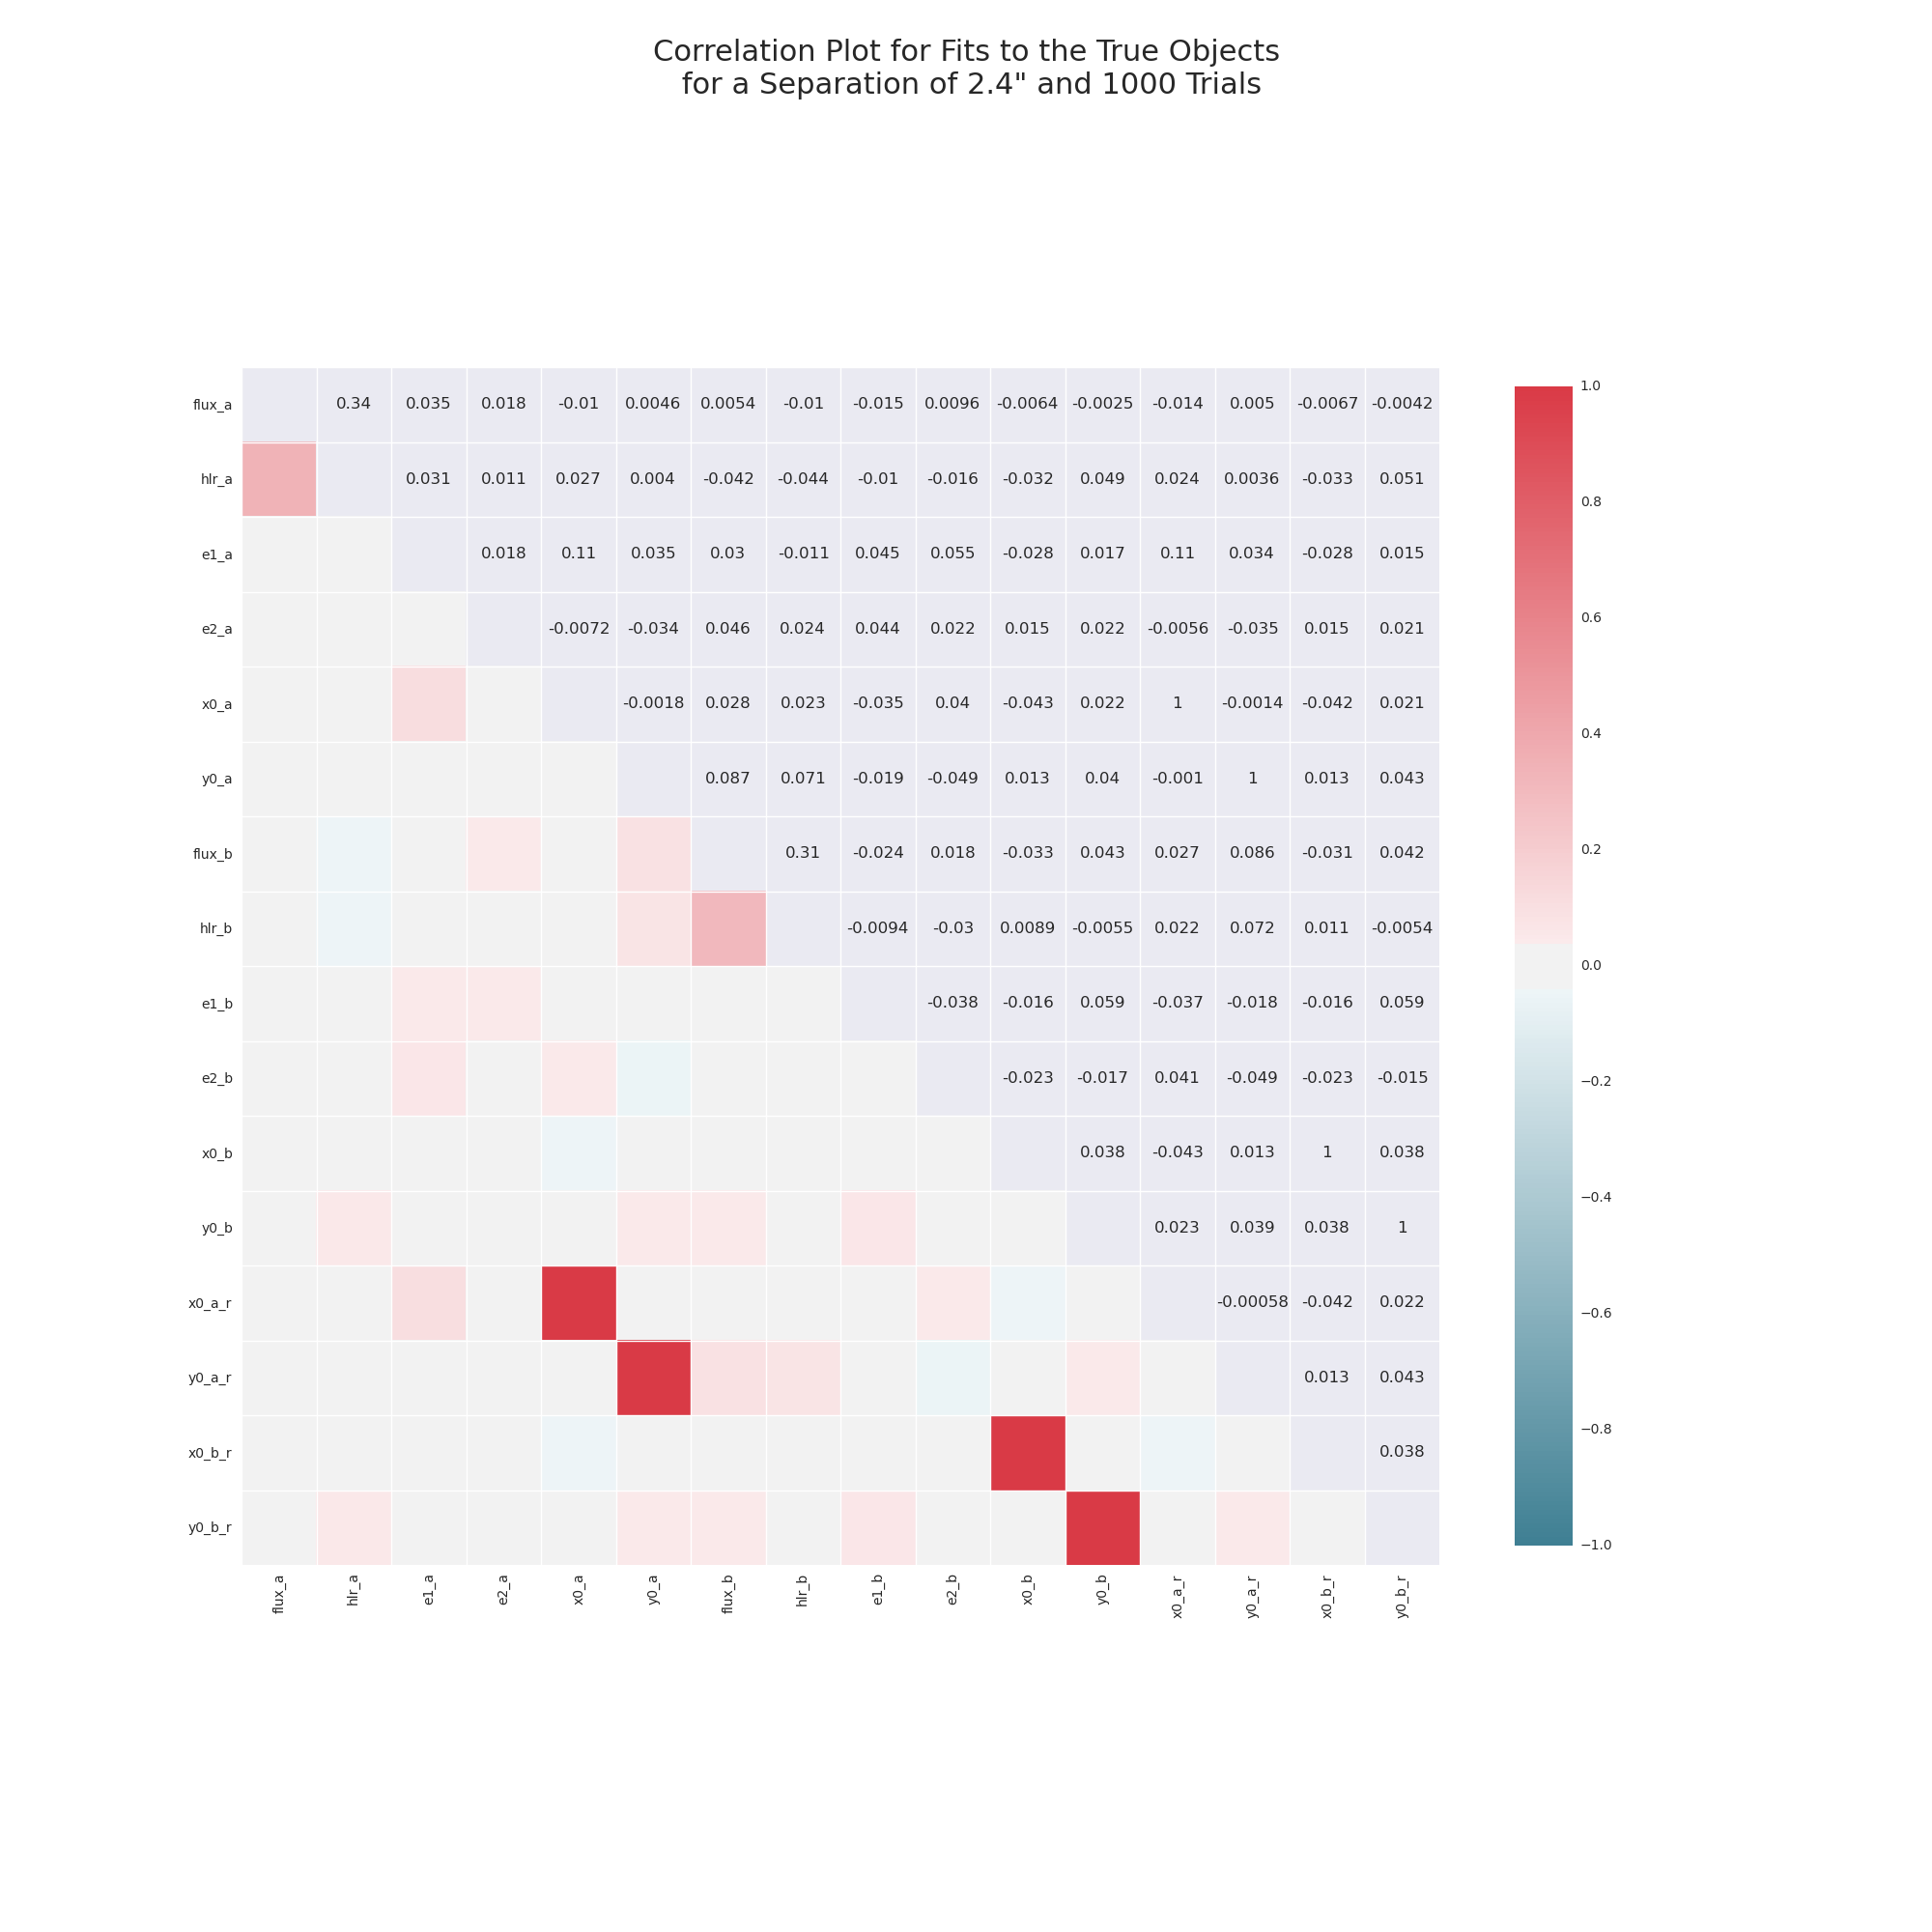 Correlation Plot for Fits to the True Objects
for a Separation of 2.4" and 1000 Trials
flux_a 0.34 0.035 0.018 -0.01 0.0046 0.0054 -0.01 -0.015 0.0096 -0.0064 -0.0025 -0.014 0.005 -0.0067 -0.0042
hlr_a 0.031 0.011 0.027 0.004 -0.042 -0.044 -0.01 -0.016 -0.032 0.049 0.024 0.0036 -0.033 0.051
e1_a 0.018 0.11 0.035 0.03 -0.011 0.045 0.055 -0.028 0.017 0.11 0.034 -0.028 0.015
e2_a -0.0072 -0.034 0.046 0.024 0.044 0.022 0.015 0.022 -0.0056 -0.035 0.015 0.021
x0_a -0.0018 0.028 0.023 -0.035 0.04 -0.043 0.022 1 -0.0014 -0.042 0.021
y0_a 0.087 0.071 -0.019 -0.049 0.013 0.04 -0.001 1 0.013 0.043
flux_b 0.31 -0.024 0.018 -0.033 0.043 0.027 0.086 -0.031 0.042
hlr_b -0.0094 -0.03 0.0089 -0.0055 0.022 0.072 0.011 -0.0054
e1_b -0.038 -0.016 0.059 -0.037 -0.018 -0.016 0.059
e2_b -0.023 -0.017 0.041 -0.049 -0.023 -0.015
x0_b 0.038 -0.043 0.013 1 0.038
y0_b 0.023 0.039 0.038 1
x0_a_r -0.00058 -0.042 0.022
y0_a_r 0.013 0.043
x0_b_r 0.038
y0_b_r
flux_a hlr_a e1_a e2_a x0_a y0_a flux_b hlr_b e1_b e2_b x0_b y0_b x0_a_r y0_a_r x0_b_r y0_b_r
1.0
0.8
0.6
0.4
0.2
0.0
−0.2
−0.4
−0.6
−0.8
−1.0